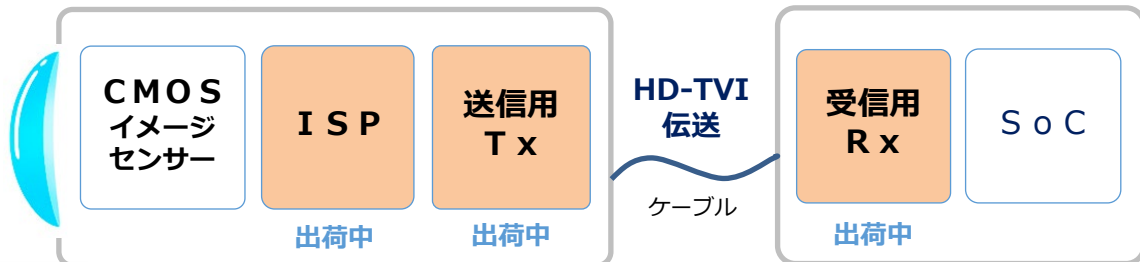 ＣＭＯＳ
イメージ
センサー
ＩＳＰ
出荷中
送信用
Ｔｘ
出荷中
HD-TVI
伝送
ケーブル
受信用
Ｒｘ
出荷中
ＳｏＣ